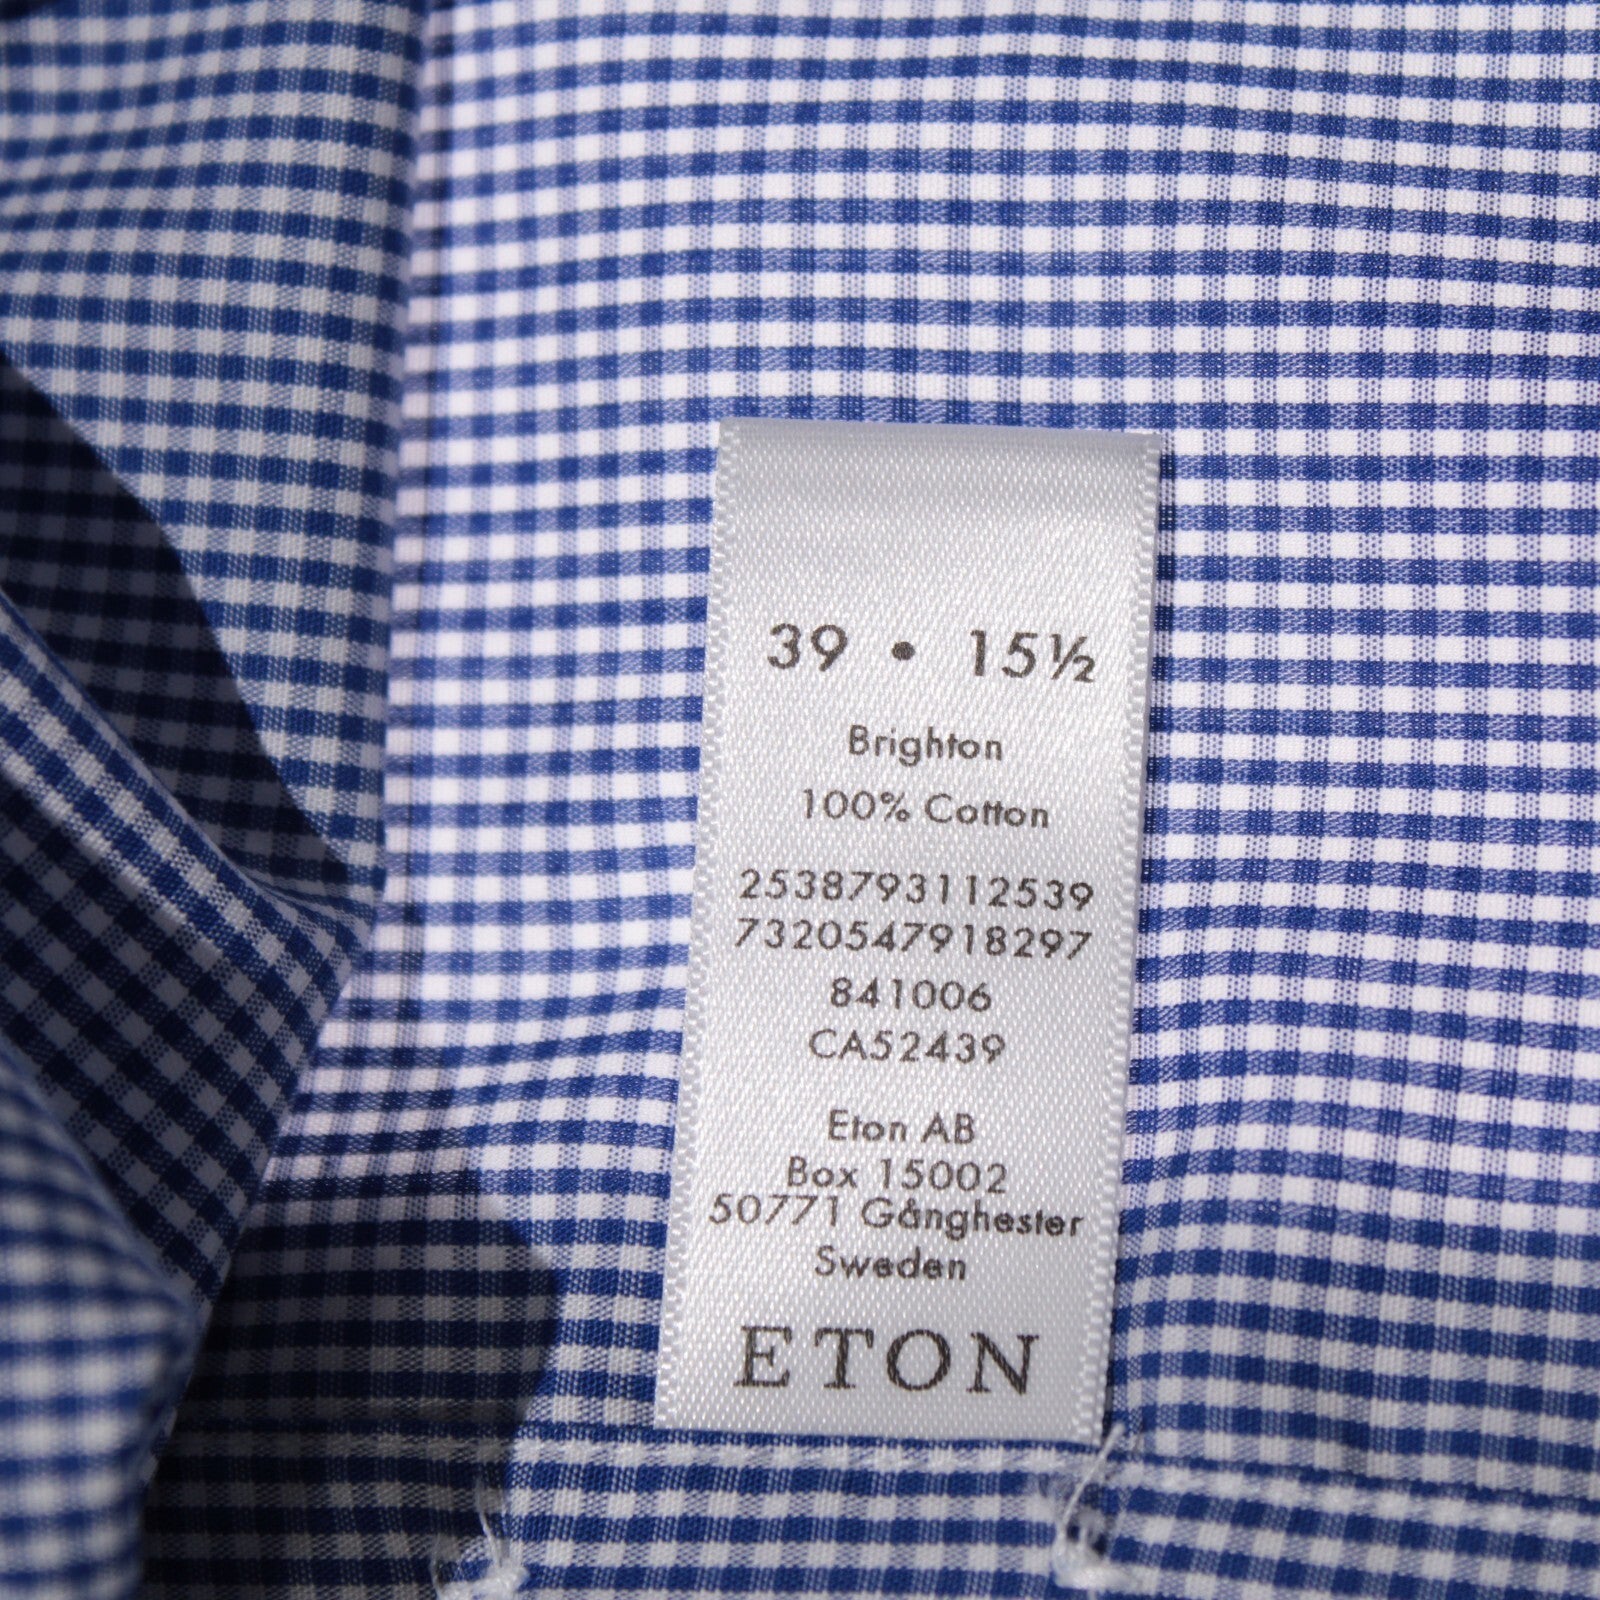 39 • 15½
Brighton
100% Cotton
2538793112539
7320547918297
841006
CA52439
Eton AB
Box 15002
50771 Gånghester
Sweden
ETON